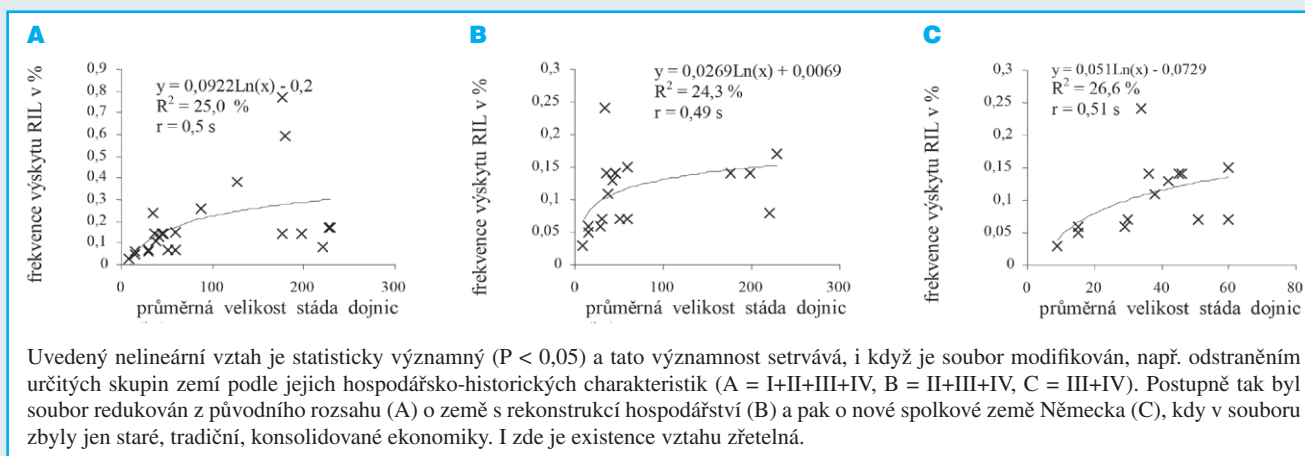 A
frekvence výskytu RIL v %
0,9
0,8
0,7
0,6
0,5
0,4
0,3
0,2
0,1
0
y = 0,0922Ln(x) - 0,2
R² = 25,0 %
r = 0,5 s
0 100 200 300
průměrná velikost stáda dojnic
B
frekvence výskytu RIL v %
0,3
0,25
0,2
0,15
0,1
0,05
0
y = 0,0269Ln(x) + 0,0069
R² = 24,3 %
r = 0,49 s
0 100 200 300
průměrná velikost stáda dojnic
C
frekvence výskytu RIL v %
0,3
0,25
0,2
0,15
0,1
0,05
0
y = 0,051Ln(x) - 0,0729
R² = 26,6 %
r = 0,51 s
0 20 40 60 80
průměrná velikost stáda dojnic
Uvedený nelineární vztah je statisticky významný (P < 0,05) a tato významnost setrvává, i když je soubor modifikován, např. odstraněním
určitých skupin zemí podle jejich hospodářsko-historických charakteristik (A = I+II+III+IV, B = II+III+IV, C = III+IV). Postupně tak byl
soubor redukován z původního rozsahu (A) o země s rekonstrukcí hospodářství (B) a pak o nové spolkové země Německa (C), kdy v souboru
zbyly jen staré, tradiční, konsolidované ekonomiky. I zde je existence vztahu zřetelná.